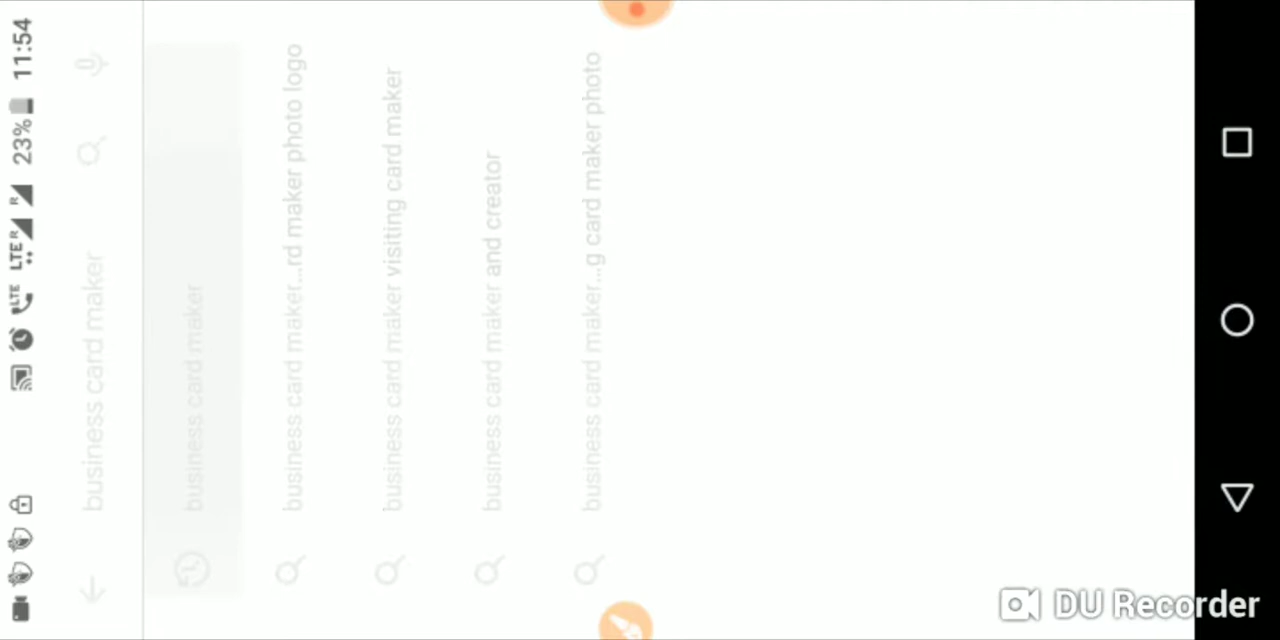 LTE LTE R R 23% 11:54
business card maker
business card maker
business card maker...rd maker photo logo
business card maker visiting card maker
business card maker and creator
business card maker...g card maker photo
DU Recorder